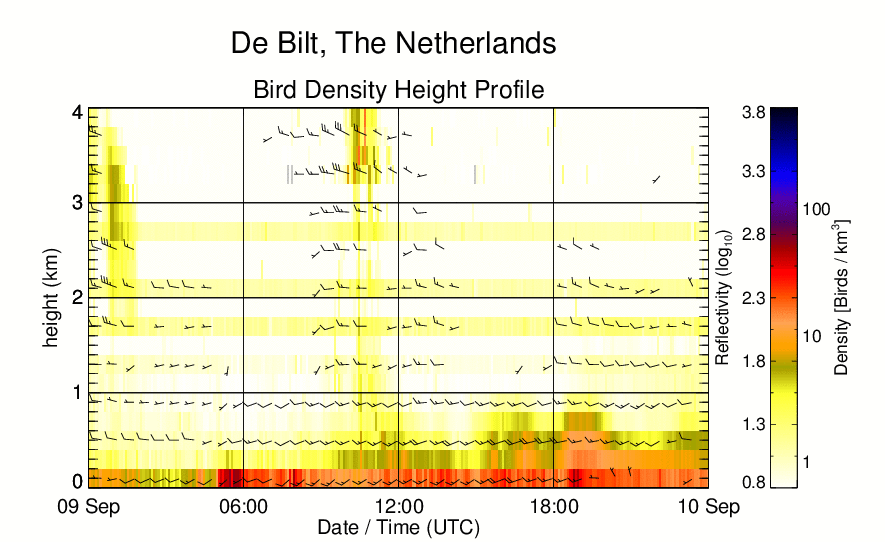 De Bilt, The Netherlands
Bird Density Height Profile
height (km)
4
3
2
1
0
09 Sep
06:00
12:00
18:00
10 Sep
Date / Time (UTC)
Reflectivity (log10)
3.8
3.3
2.8
2.3
1.8
1.3
0.8
100
10
1
Density [Birds / km³]